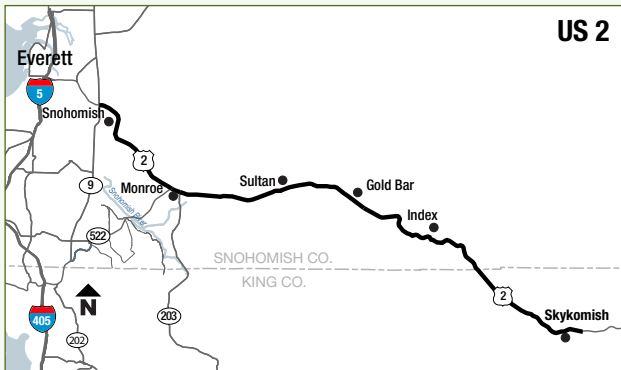 US 2
Everett
5
Snohomish
2
9
Monroe
Sultan
Gold Bar
Index
522
SNOHOMISH CO.
KING CO.
N
2
Skykomish
405
203
202